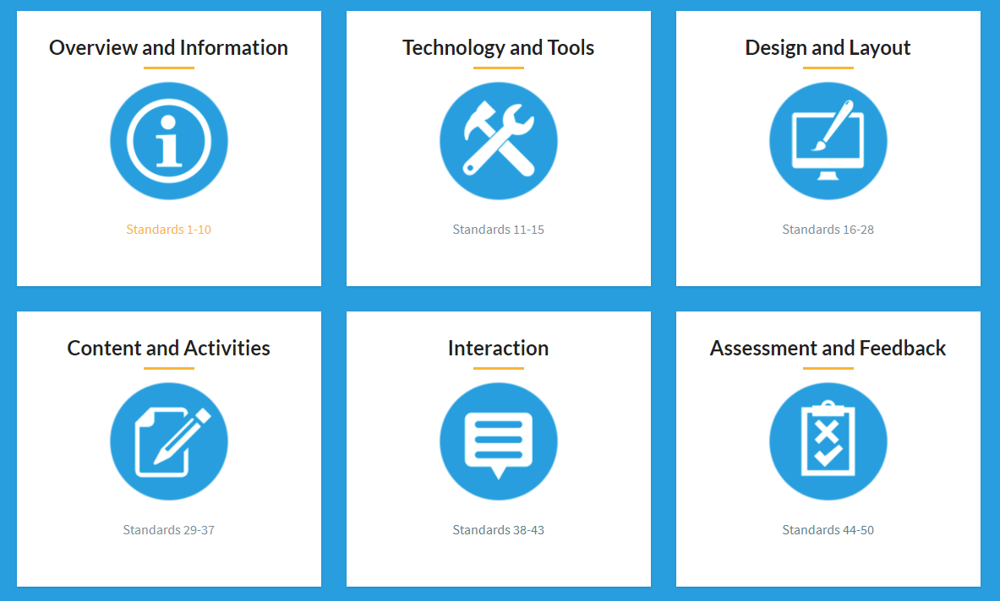 Overview and Information
Standards 1-10
Technology and Tools
Standards 11-15
Design and Layout
Standards 16-28
Content and Activities
Standards 29-37
Interaction
Standards 38-43
Assessment and Feedback
Standards 44-50